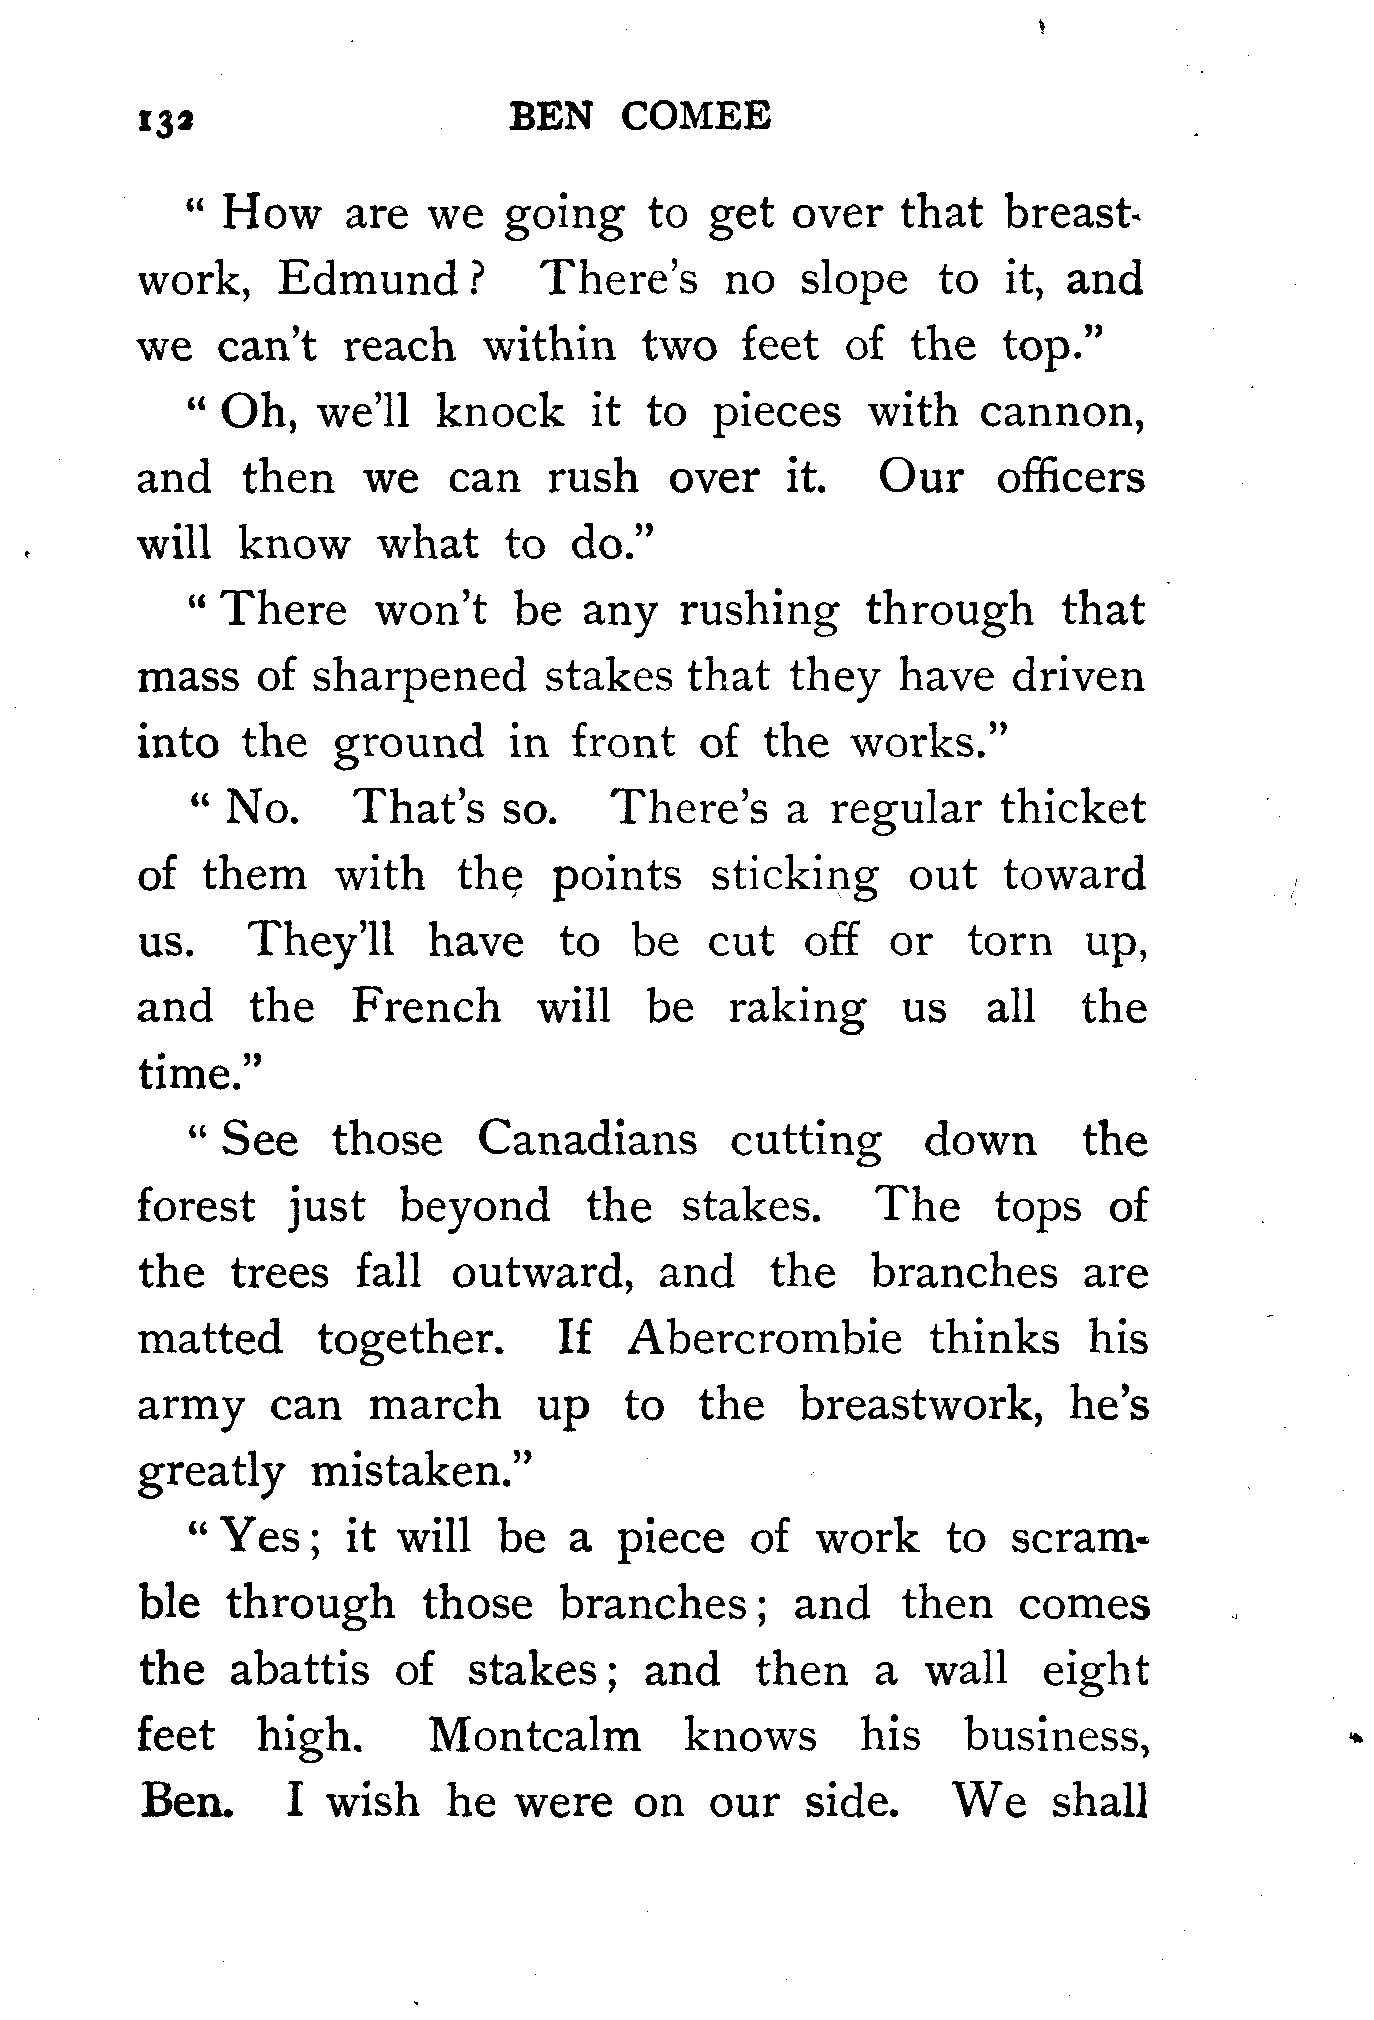 132 BEN COMEE
“ How are we going to get over that breast-
work, Edmund ? There's no slope to it, and
we can't reach within two feet of the top.”
“ Oh, we'll knock it to pieces with cannon,
and then we can rush over it. Our officers
will know what to do.”
“ There won't be any rushing through that
mass of sharpened stakes that they have driven
into the ground in front of the works.”
“ No. That's so. There's a regular thicket
of them with the points sticking out toward
us. They'll have to be cut off or torn up,
and the French will be raking us all the
time.”
“ See those Canadians cutting down the
forest just beyond the stakes. The tops of
the trees fall outward, and the branches are
matted together. If Abercrombie thinks his
army can march up to the breastwork, he's
greatly mistaken.”
“ Yes ; it will be a piece of work to scram-
ble through those branches ; and then comes
the abattis of stakes ; and then a wall eight
feet high. Montcalm knows his business,
Ben. I wish he were on our side. We shall